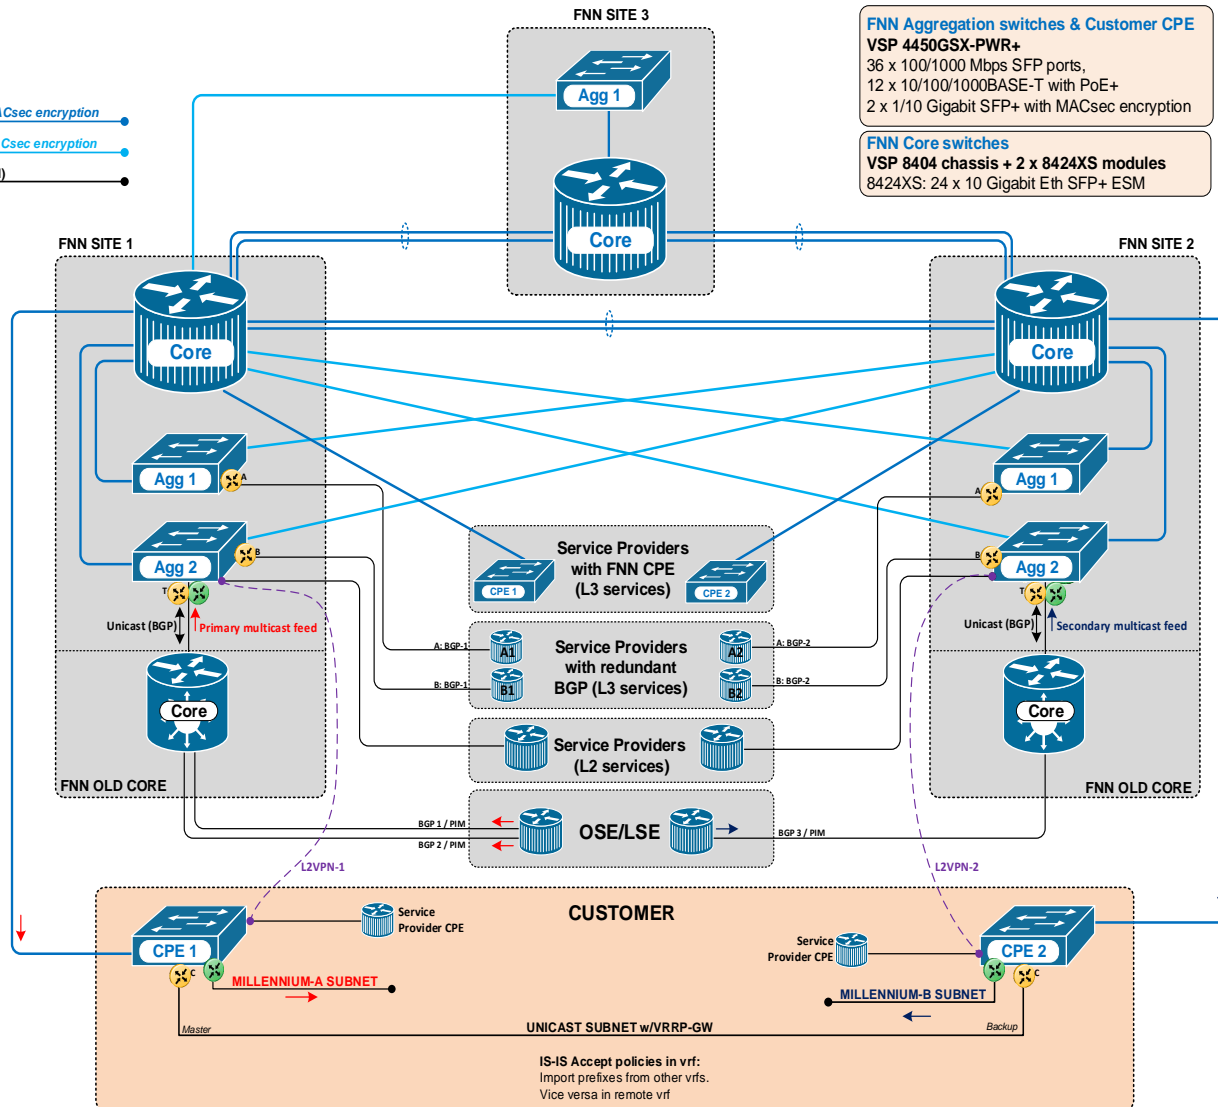 FNN SITE 3
FNN Aggregation switches & Customer CPE
VSP 4450GSX-PWR+
36 x 100/1000 Mbps SFP ports,
12 x 10/100/1000BASE-T with PoE+
2 x 1/10 Gigabit SFP+ with MACsec encryption
FNN Core switches
VSP 8404 chassis + 2 x 8424XS modules
8424XS: 24 x 10 Gigabit Eth SFP+ ESM
encryption
encryption
Agg 1
Core
FNN SITE 1
FNN SITE 2
Core
Core
Agg 1
A
Agg 1
A
Agg 2
B
Agg 2
B
T
T
Unicast (BGP)
Primary multicast feed
Unicast (BGP)
Secondary multicast feed
Service Providers
with FNN CPE
(L3 services)
CPE 1
CPE 2
Service Providers
with redundant
BGP (L3 services)
A1
A2
B1
B2
A: BGP-1
A: BGP-2
B: BGP-1
B: BGP-2
Core
Core
Service Providers
(L2 services)
FNN OLD CORE
FNN OLD CORE
OSE/LSE
BGP 1 / PIM
BGP 2 / PIM
BGP 3 / PIM
L2VPN-1
L2VPN-2
CUSTOMER
CPE 1
Service
Provider CPE
Service
Provider CPE
CPE 2
C
C
MILLENNIUM-A SUBNET
MILLENNIUM-B SUBNET
Master
UNICAST SUBNET w/VRRP-GW
Backup
IS-IS Accept policies in vrf:
Import prefixes from other vrfs.
Vice versa in remote vrf